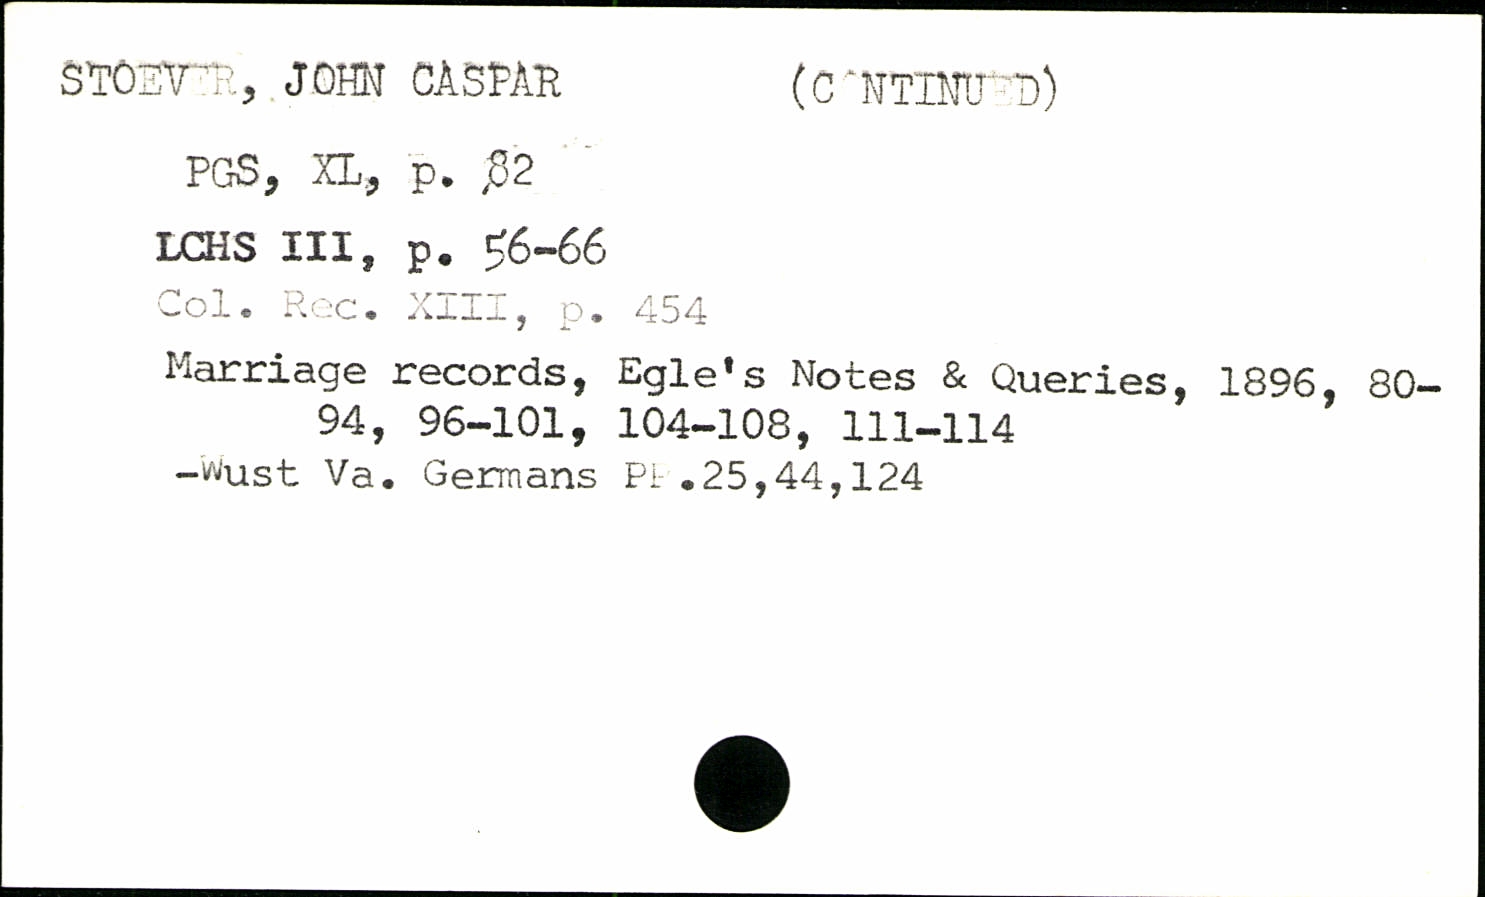 STOEVER, JOHN CASPAR (CONTINUED)
PGS, XL, p. 82
LCHS III, p. 56-66
Col. Rec. XIII, p. 454
Marriage records, Egle's Notes & Queries, 1896, 80-
94, 96-101, 104-108, 111-114
-Wust Va. Germans PP.25,44,124